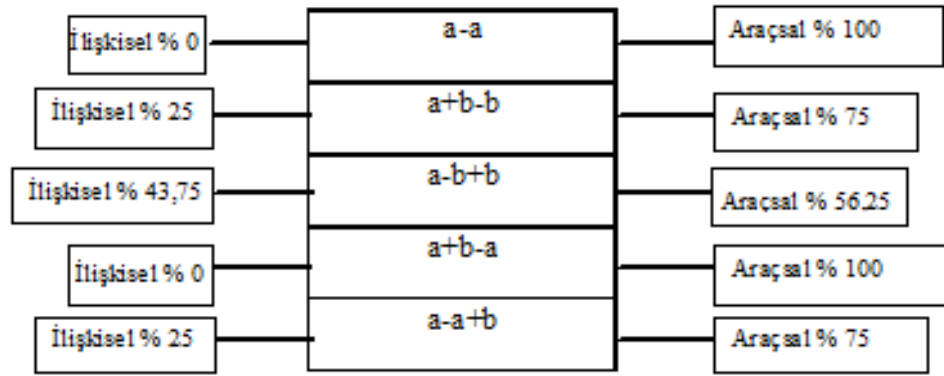 İlişkisel % 0
a-a
Araçsal % 100
İlişkisel % 25
a+b-b
Araçsal % 75
İlişkisel % 43,75
a-b+b
Araçsal % 56,25
İlişkisel % 0
a+b-a
Araçsal % 100
İlişkisel % 25
a-a+b
Araçsal % 75